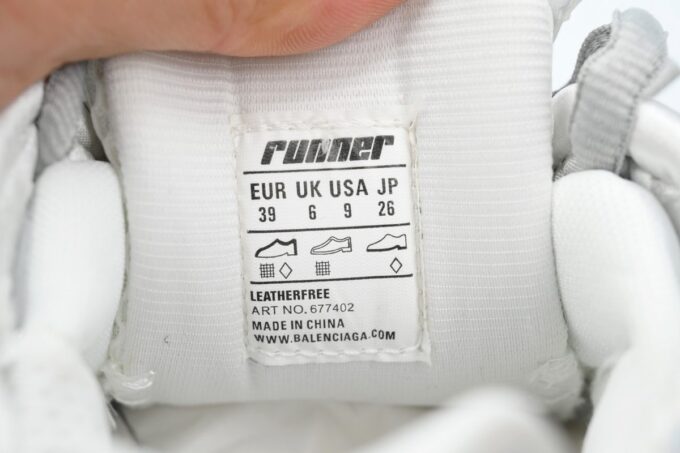 runner
EUR UK USA JP
39 6 9 26
LEATHERFREE
ART NO. 677402
MADE IN CHINA
WWW.BALENCIAGA.COM